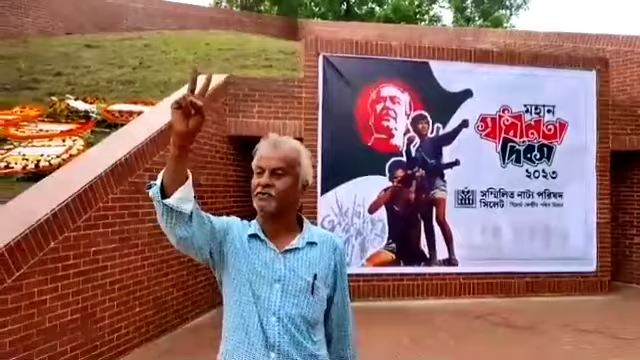 মহান
স্বাধীনতা
দিবস
২০২৩
সম্মিলিত নাট্য পরিষদ
সিলেট